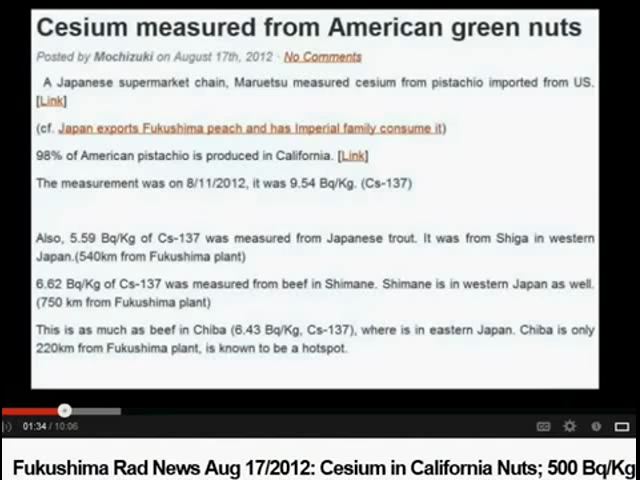 Cesium measured from American green nuts
Posted by Mochizuki on August 17th, 2012 · No Comments
A Japanese supermarket chain, Maruetsu measured cesium from pistachio imported from US.
[Link]
(cf. Japan exports Fukushima peach and has Imperial family consume it)
98% of American pistachio is produced in California. [Link]
The measurement was on 8/11/2012, it was 9.54 Bq/Kg. (Cs-137)
Also, 5.59 Bq/Kg of Cs-137 was measured from Japanese trout. It was from Shiga in western
Japan.(540km from Fukushima plant)
6.62 Bq/Kg of Cs-137 was measured from beef in Shimane. Shimane is in western Japan as well.
(750 km from Fukushima plant)
This is as much as beef in Chiba (6.43 Bq/Kg, Cs-137), where is in eastern Japan. Chiba is only
220km from Fukushima plant, is known to be a hotspot.
01:34 / 10:06
Fukushima Rad News Aug 17/2012: Cesium in California Nuts; 500 Bq/Kg